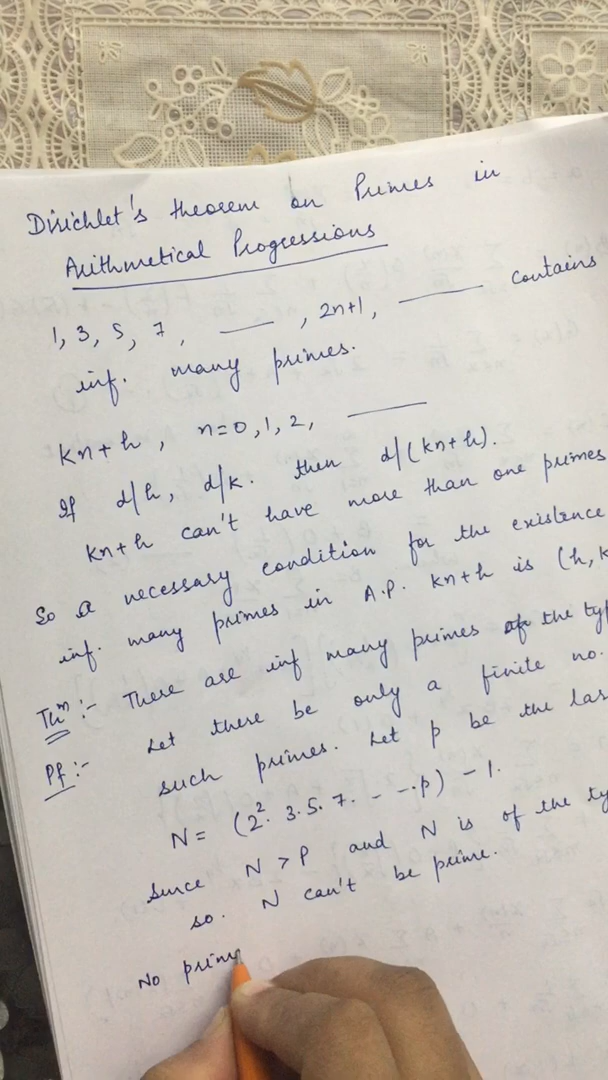 Dirichlet's theorem on Primes in
Arithmetical Progressions
1, 3, 5, 7, ___ , 2n+1, ___ contains
inf. many primes.
Kn+h, n=0,1,2, ___
If d/h, d/k. then d/(kn+h).
Kn+h can't have more than one primes
So a necessary condition for the existence
inf. many primes in A.P. Kn+h is (h, k
Thm :- There are inf many primes of the typ
Pf :- Let there be only a finite no.
such primes. Let p be the las
N = (2². 3.5.7. - - -.p) - 1.
Since N > P and N is of the ty
so. N can't be prime.
No prime